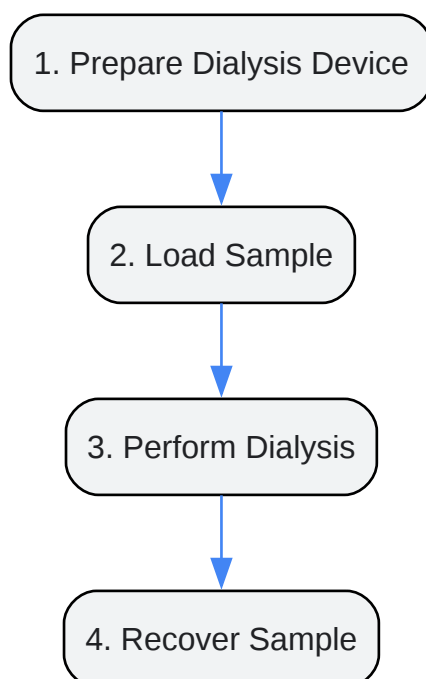 1. Prepare Dialysis Device
2. Load Sample
3. Perform Dialysis
4. Recover Sample